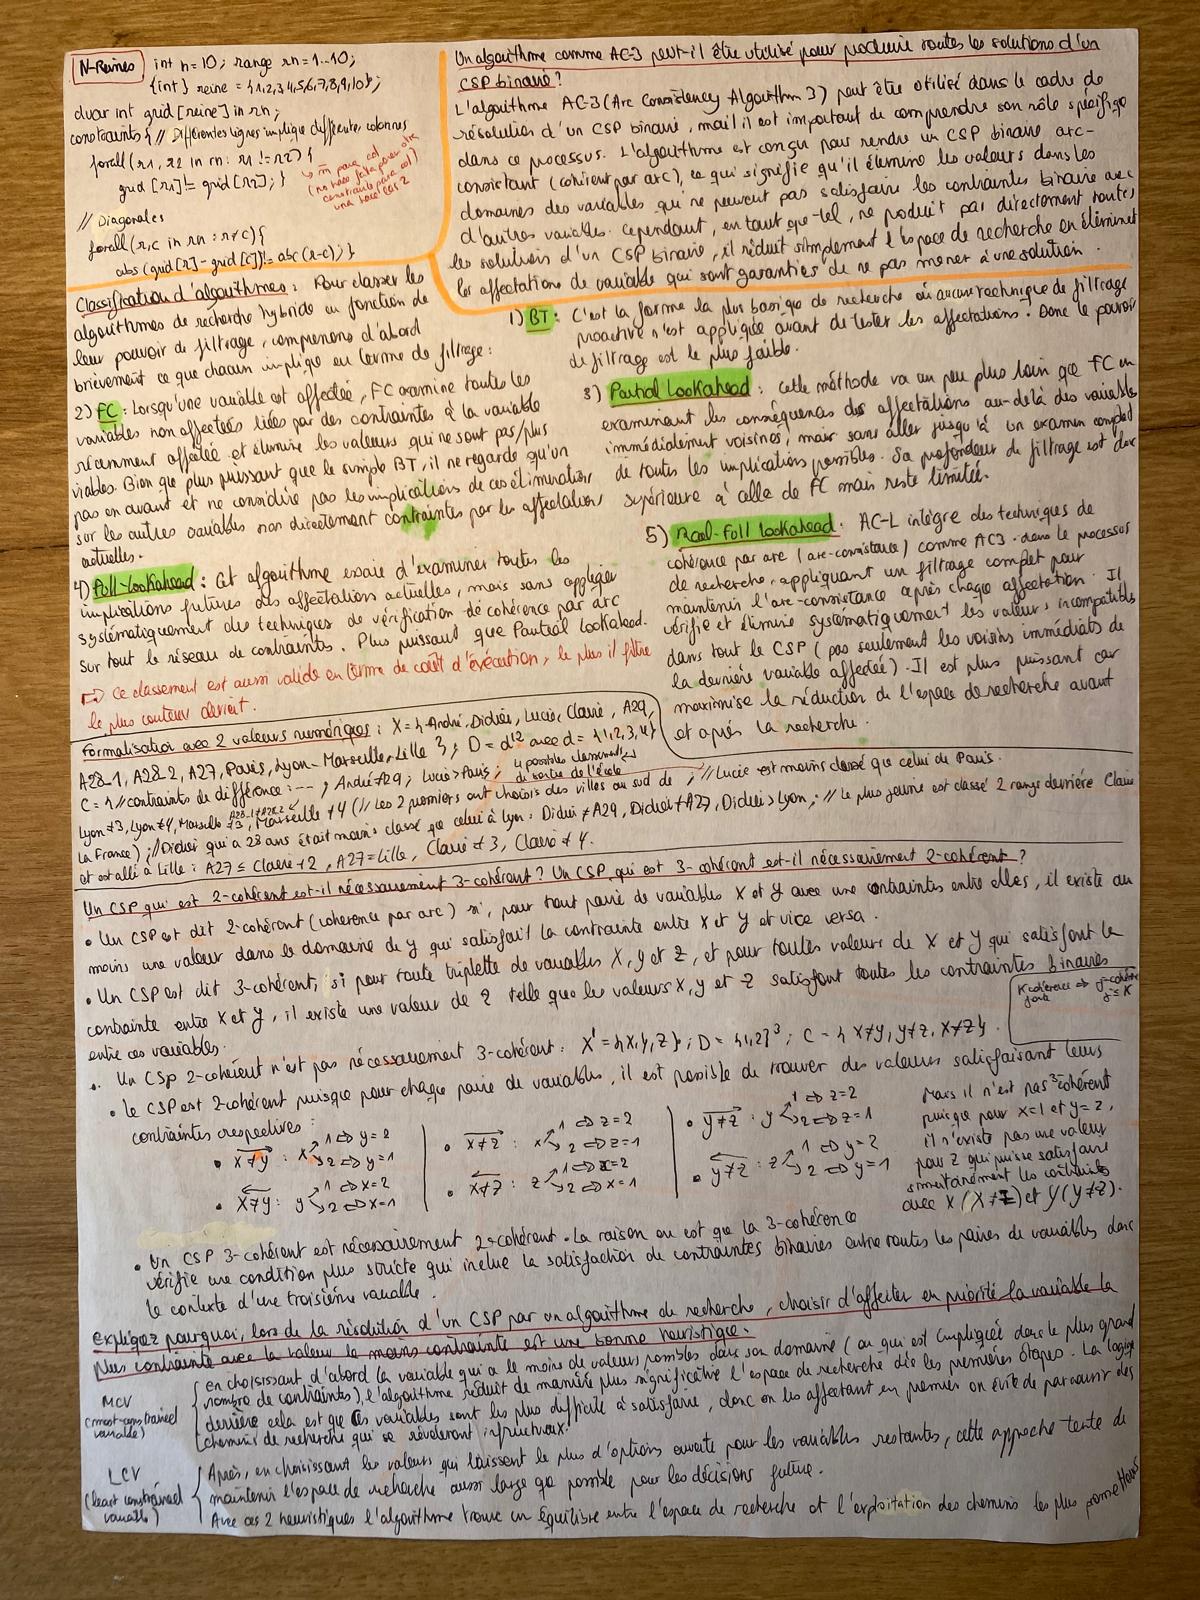 N-Reines int n=10; range rn=1..10;
{int} reine = {1,2,3,4,5,6,7,8,9,10};
dvar int grid [reine] in rn;
constraints { // Différentes lignes implique différentes colonnes
forall (r1, r2 in rn: r1 != r2) {
grid [r1] != grid [r2]; }
// Diagonales
forall (r,c in rn : r≠c) {
abs (grid [r] - grid [c]) != abc (r-c); }
Un algorithme comme AC-3 peut-il être utilisé pour produire toutes les solutions d'un
CSP binaire?
L'algorithme AC-3 (Arc Consistency Algorithm 3) peut être utilisé dans le cadre de
résolution d'un CSP binaire, mail il est important de comprendre son rôle spécifique
dans ce processus. L'algorithme est conçu pour rendre un CSP binaire arc-
consistant (cohérent par arc), ce qui signifie qu'il élimine les valeurs dans les
domaines des variables qui ne peuvent pas satisfaire les contraintes binaire avec
d'autres variables. Cependant, en tant que-tel, ne produit par directement toutes
les solutions d'un CSP binaire, il réduit simplement l'espace de recherche en éliminant
les affectations de variable qui sont garanties de ne pas mener à une solution.
Classification d'algorithmes : Pour classer les
algorithmes de recherche hybride en fonction de
leur pouvoir de filtrage, comprenons d'abord
brièvement ce que chacun implique en terme de filtrage :
1) BT : C'est la forme la plus basique de recherche où aucune technique de filtrage
proactive n'est appliquée avant de tester les affectations. Donc le pouvoir
de filtrage est le plus faible.
2) FC : Lorsqu'une variable est affectée, FC examine toutes les
variables non affectées liées par des contraintes à la variable
récemment affectée et élimine les valeurs qui ne sont pas/plus
viables. Bien que plus puissant que le simple BT, il ne regarde qu'un
pas en avant et ne considère pas les implications de ces éliminations
sur les autres variables non directement contraintes par les affectations
actuelles.
3) Partial Lookahead : cette méthode va un peu plus loin que FC en
examinant les conséquences des affectations au-delà des variables
immédiatement voisines, mais sans aller jusqu'à un examen complet
de toutes les implications possibles. Sa profondeur de filtrage est donc
supérieure à celle de FC mais reste limitée.
4) Full-Lookahead : Cet algorithme essaie d'examiner toutes les
implications futures des affectations actuelles, mais sans appliquer
systématiquement des techniques de vérification de cohérence par arc
sur tout le réseau de contraintes. Plus puissant que Partial Lookahead.
⇨ Ce classement est aussi valide en terme de coût d'exécution, le plus il filtre
le plus couteux devient.
5) Real-Full Lookahead : AC-L intègre des techniques de
cohérence par arc (arc-consistance) comme AC3 dans le processus
de recherche, appliquant un filtrage complet pour
maintenir l'arc-consistance après chaque affectation. Il
vérifie et élimine systématiquement les valeurs incompatibles
dans tout le CSP (pas seulement les voisins immédiats de
la dernière variable affectée). Il est plus puissant car
maximise la réduction de l'espace de recherche avant
et après la recherche.
Formalisation avec 2 valeurs numériques : X = { André, Didier, Lucie, Claire, A29,
A28-1, A28-2, A27, Paris, Lyon, Marseille, Lille } ; D = d¹² avec d = {1,2,3,4}
4 possibles classements
de sortie de l'école
C = { // contraintes de différence : --- ; André ≠ A29 ; Lucie > Paris ; // Lucie est moins classé que celui de Paris.
Lyon ≠ 3, Lyon ≠ 4, Marseille ≠ 3, Marseille ≠ 4 (// Les 2 premiers ont choisis des villes au sud de
La France) ; // Didier qui a 28 ans était moins classé que celui à Lyon : Didier ≠ A29, Didier ≠ A27, Didier > Lyon ; // Le plus jeune est classé 2 rangs derrière Claire
et est allé à Lille : A27 = Lille, Claire ≠ 3, Claire ≠ 4.
Un CSP qui est 2-cohérent est-il nécessairement 3-cohérent ? Un CSP qui est 3-cohérent est-il nécessairement 2-cohérent ?
• Un CSP est dit 2-cohérent (coherence par arc) si, pour tout paire de variables X et Y avec une contraintes entre elles, il existe au
moins une valeur dans le domaine de Y qui satisfait la contrainte entre X et Y et vice versa.
• Un CSP est dit 3-cohérent, si pour toute triplette de variables X, Y et Z, et pour toutes valeurs de X et Y qui satisfont la
contrainte entre X et Y, il existe une valeur de Z telle que les valeurs X, Y et Z satisfont toutes les contraintes binaires
entre ces variables.
K cohérence ⇒ J-cohérence
forte J ≤ K
Un CSP 2-cohérent n'est pas nécessairement 3-cohérent : X = {X, Y, Z} ; D = {1,2}³ ; C = { X≠Y, Y≠Z, X≠Z }.
• Le CSP est 2-cohérent puisque pour chaque paire de variables, il est possible de trouver des valeurs satisfaisant leurs
contraintes respectives :
• X≠Y : X 1 ⇔ y=2
2 ⇔ y=1
• X≠Y : y 1 ⇔ x=2
2 ⇔ x=1
• X≠Z : X 1 ⇔ z=2
2 ⇔ z=1
• X≠Z : Z 1 ⇔ x=2
2 ⇔ x=1
• Y≠Z : y 1 ⇔ z=2
2 ⇔ z=1
• Y≠Z : z 1 ⇔ y=2
2 ⇔ y=1
Mais il n'est pas 3-cohérent
puisque pour x=1 et y=2,
il n'existe pas une valeur
pour Z qui puisse satisfaire
simultanément les contraintes
avec X (X≠Z) et Y (Y≠Z).
• Un CSP 3-cohérent est nécessairement 2-cohérent. La raison en est que la 3-cohérence
vérifie une condition plus stricte qui inclue la satisfaction de contraintes binaires entre toutes les paires de variables dans
le contexte d'une troisième variable.
Expliquez pourquoi, lors de la résolution d'un CSP par un algorithme de recherche, choisir d'affecter en priorité la variable la
plus contrainte avec la valeur la moins contrainte est une bonne heuristique.
MCV
(most constrained
variable)
en choisissant d'abord la variable qui a le moins de valeurs possibles dans son domaine (ou qui est impliquée dans le plus grand
nombre de contraintes), l'algorithme réduit de manière plus significative l'espace de recherche dès les premières étapes. La logique
derrière cela est que ces variables sont les plus difficile à satisfaire, donc en les affectant en premier on évite de parcourir des
chemins de recherche qui se révéleront infructueux.
LCV
(least constrained
variable)
Après, en choisissant les valeurs qui laissent le plus d'options ouverte pour les variables restantes, cette approche tente de
maintenir l'espace de recherche aussi large que possible pour les décisions future.
Avec ces 2 heuristiques l'algorithme trouve un équilibre entre l'espace de recherche et l'exploitation des chemins les plus prometteurs